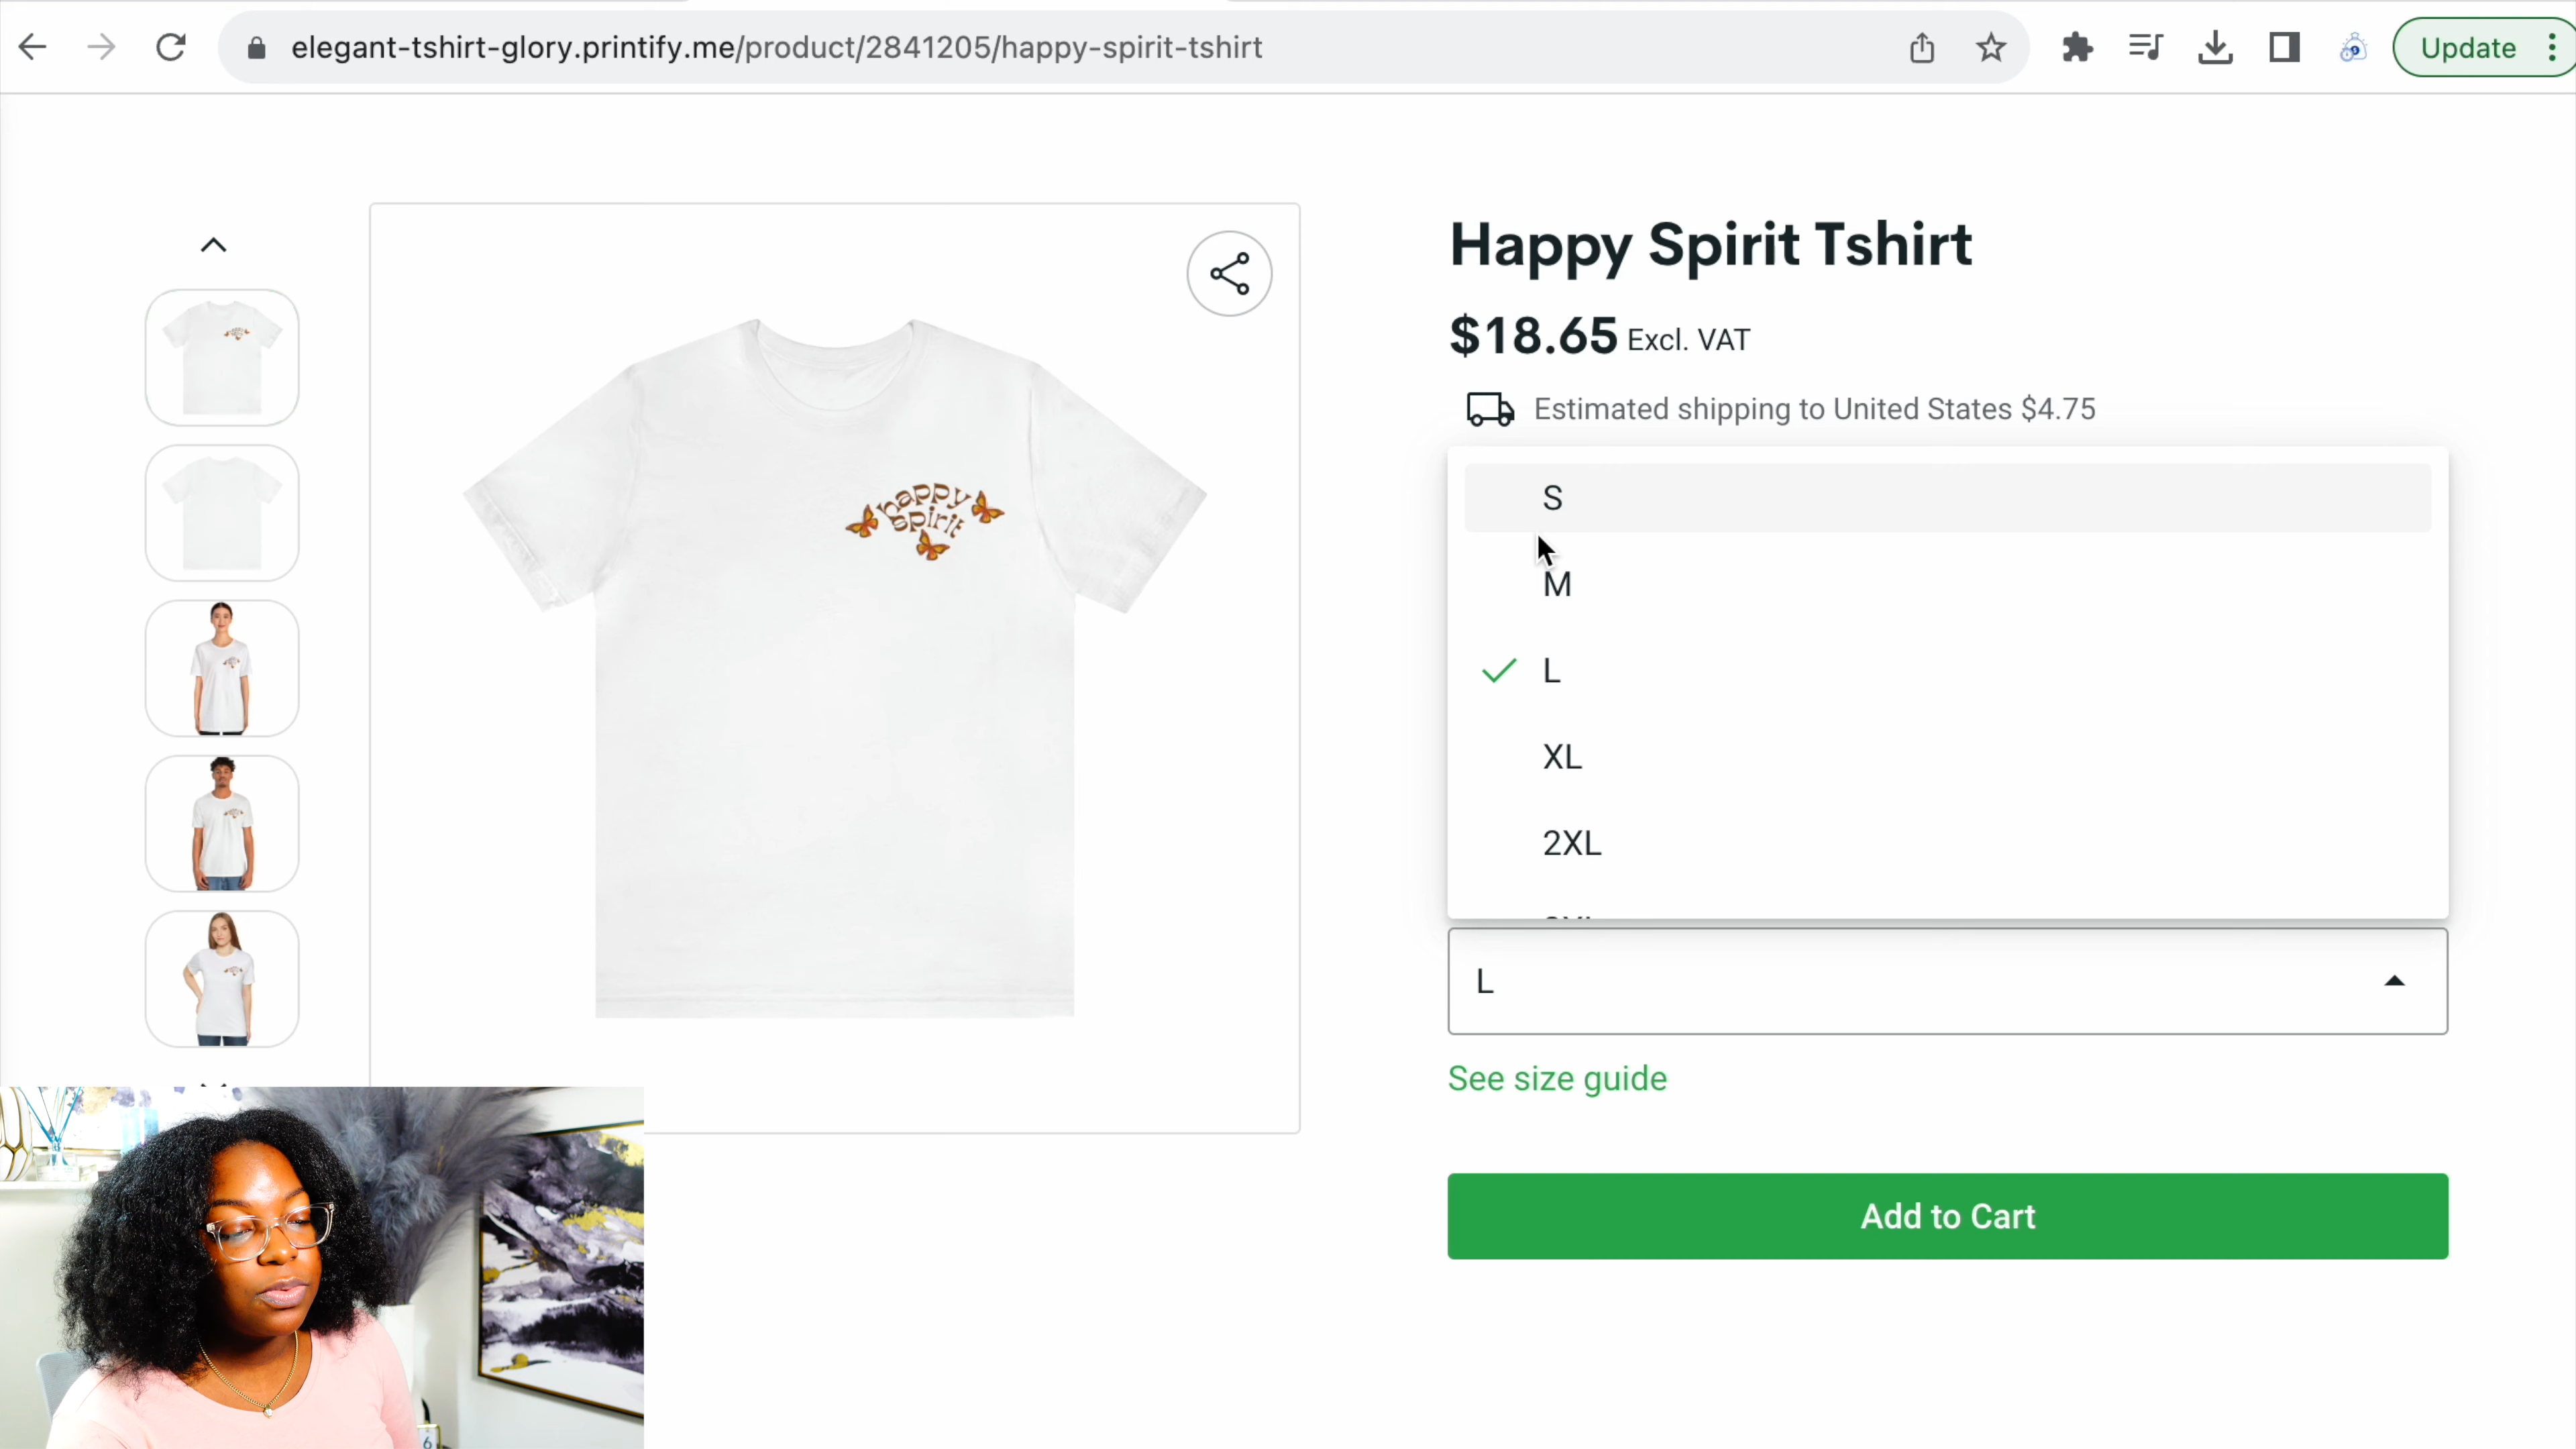 elegant-tshirt-glory.printify.me/product/2841205/happy-spirit-tshirt
Update
happy
spirit
Happy Spirit Tshirt
$18.65 Excl. VAT
Estimated shipping to United States $4.75
S
M
L
XL
2XL
L
See size guide
Add to Cart
6